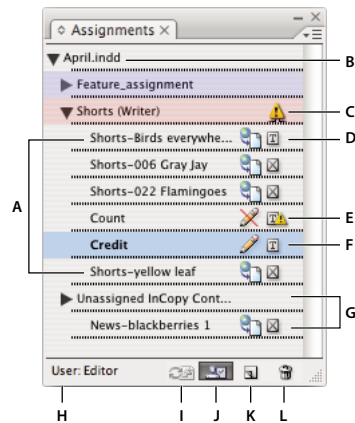 Assignments ×
April.indd
B
Feature_assignment
Shorts (Writer)
C
Shorts-Birds everywhe...
T
D
A
Shorts-006 Gray Jay
Shorts-022 Flamingoes
Count
T
E
Credit
T
F
Shorts-yellow leaf
Unassigned InCopy Cont...
G
News-blackberries 1
User: Editor
H
I
J
K
L